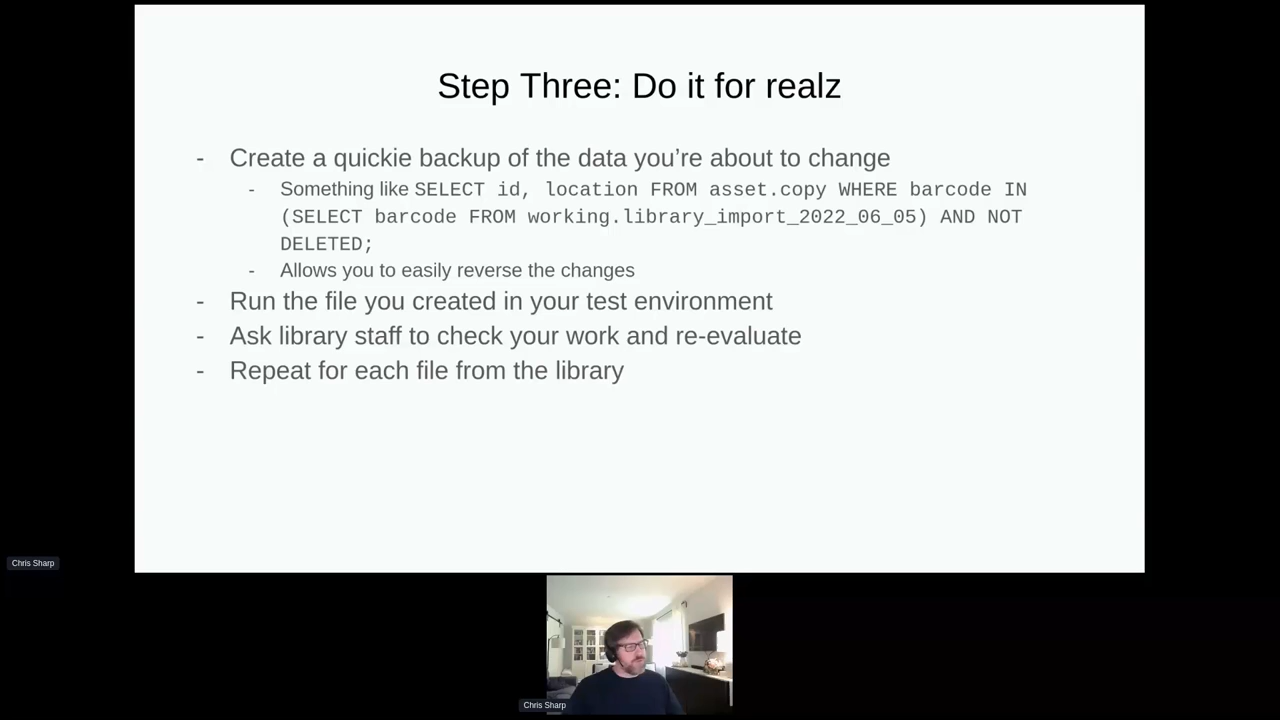 Step Three: Do it for realz
- Create a quickie backup of the data you’re about to change
- Something like SELECT id, location FROM asset.copy WHERE barcode IN
(SELECT barcode FROM working.library_import_2022_06_05) AND NOT
DELETED;
- Allows you to easily reverse the changes
- Run the file you created in your test environment
- Ask library staff to check your work and re-evaluate
- Repeat for each file from the library
Chris Sharp
Chris Sharp